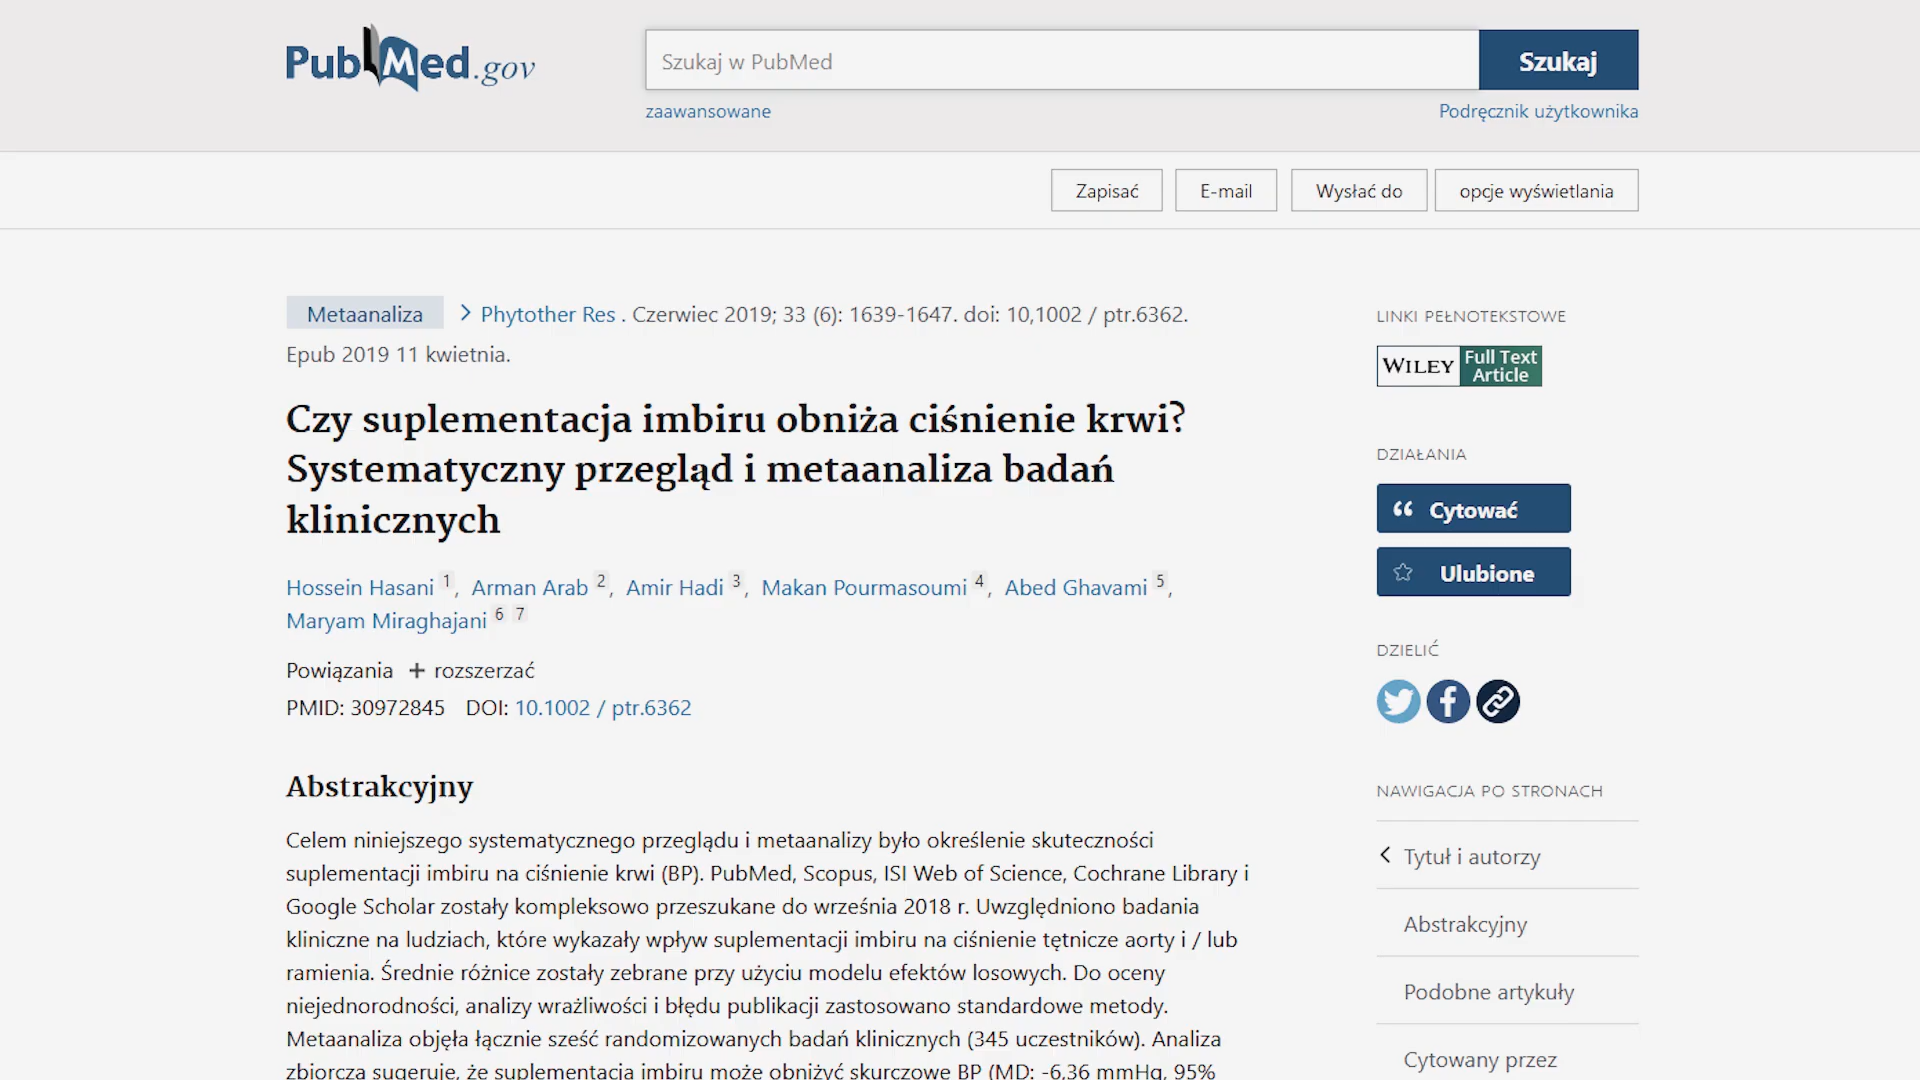 PubMed.gov
Szukaj w PubMed
Szukaj
zaawansowane
Podręcznik użytkownika
Zapisać
E-mail
Wysłać do
opcje wyświetlania
Metaanaliza
Phytother Res . Czerwiec 2019; 33 (6): 1639-1647. doi: 10,1002 / ptr.6362.
Epub 2019 11 kwietnia.
Czy suplementacja imbiru obniża ciśnienie krwi?
Systematyczny przegląd i metaanaliza badań
klinicznych
Hossein Hasani 1, Arman Arab 2, Amir Hadi 3, Makan Pourmasoumi 4, Abed Ghavami 5,
Maryam Miraghajani 6 7
Powiązania + rozszerzać
PMID: 30972845 DOI: 10.1002 / ptr.6362
Abstrakcyjny
Celem niniejszego systematycznego przeglądu i metaanalizy było określenie skuteczności
suplementacji imbiru na ciśnienie krwi (BP). PubMed, Scopus, ISI Web of Science, Cochrane Library i
Google Scholar zostały kompleksowo przeszukane do września 2018 r. Uwzględniono badania
kliniczne na ludziach, które wykazały wpływ suplementacji imbiru na ciśnienie tętnicze aorty i / lub
ramienia. Średnie różnice zostały zebrane przy użyciu modelu efektów losowych. Do oceny
niejednorodności, analizy wrażliwości i błędu publikacji zastosowano standardowe metody.
Metaanaliza objęła łącznie sześć randomizowanych badań klinicznych (345 uczestników). Analiza
zbiorcza sugeruje, że suplementacja imbiru może obniżyć skurczowe BP (MD: -6,36 mmHg, 95%
LINKI PEŁNOTEKSTOWE
WILEY Full Text
Article
DZIAŁANIA
Cytować
Ulubione
DZIELIĆ
NAWIGACJA PO STRONACH
Tytuł i autorzy
Abstrakcyjny
Podobne artykuły
Cytowany przez